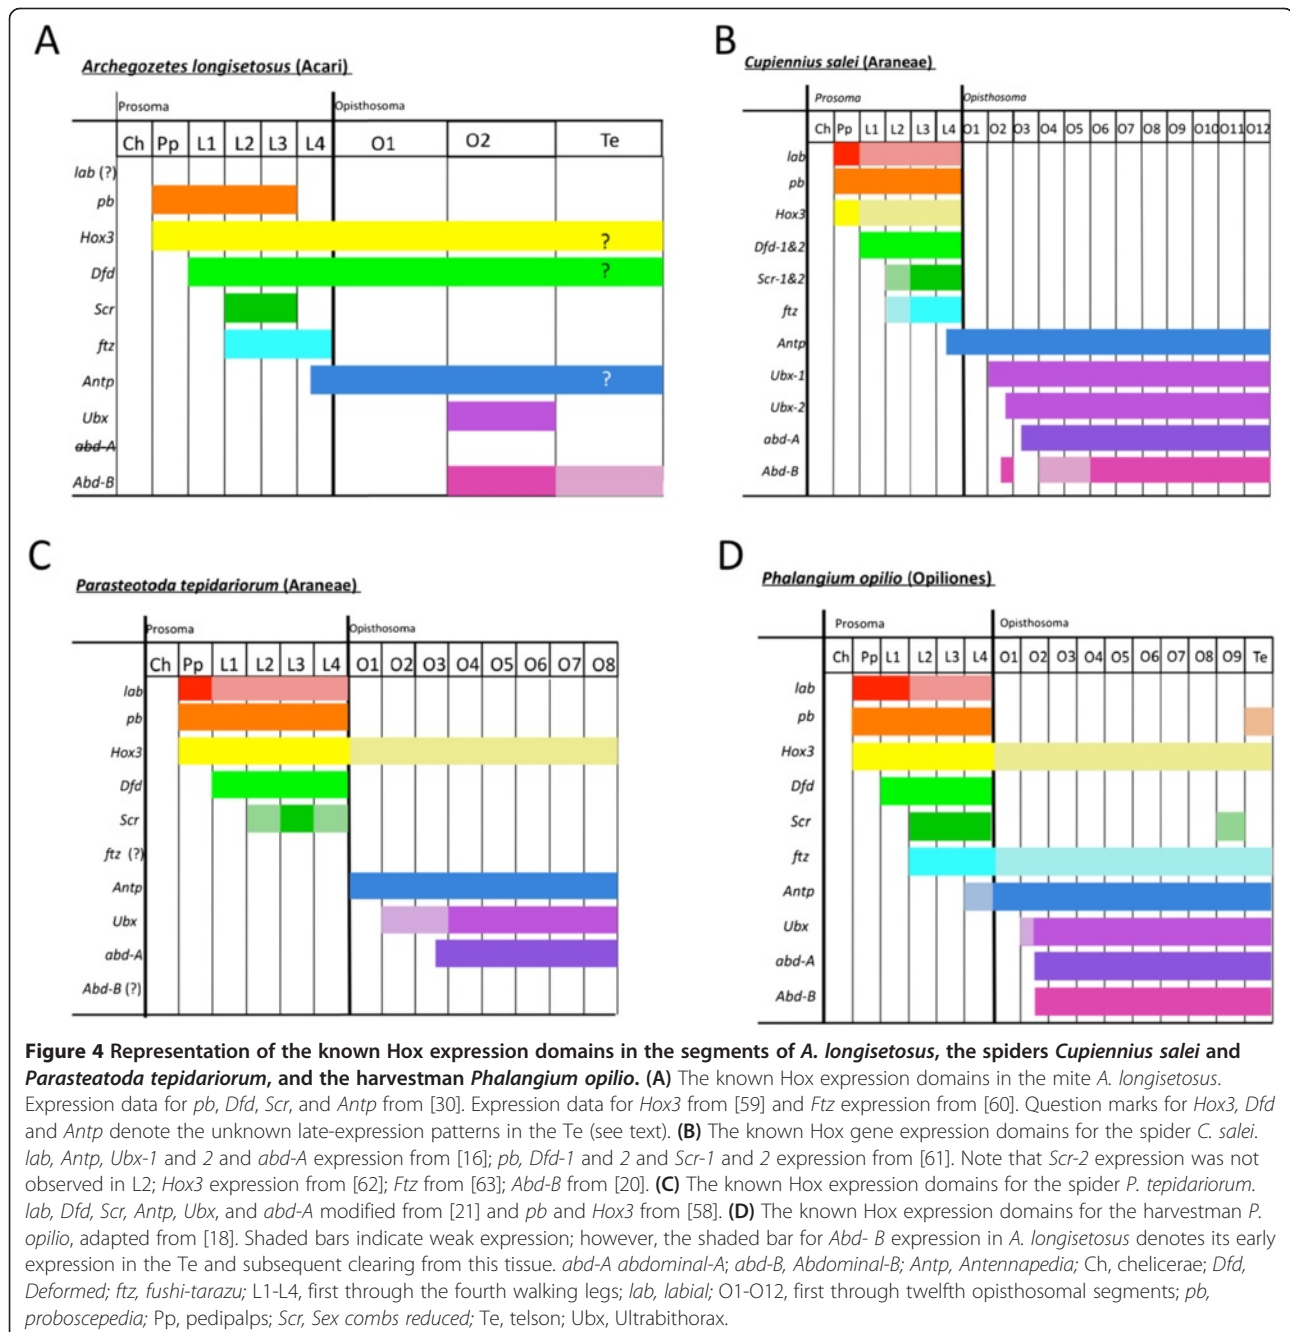 A
Archegozetes longisetosus (Acari)
Prosoma Opisthosoma
Ch Pp L1 L2 L3 L4 O1 O2 Te
lab (?)
pb
Hox3 ?
Dfd ?
Scr
ftz
Antp ?
Ubx
abd-A
Abd-B
B
Cupiennius salei (Araneae)
Prosoma Opisthosoma
Ch Pp L1 L2 L3 L4 O1 O2 O3 O4 O5 O6 O7 O8 O9 O10 O11 O12
lab
pb
Hox3
Dfd-1&2
Scr-1&2
ftz
Antp
Ubx-1
Ubx-2
abd-A
Abd-B
C
Parasteotoda tepidariorum (Araneae)
Prosoma Opisthosoma
Ch Pp L1 L2 L3 L4 O1 O2 O3 O4 O5 O6 O7 O8
lab
pb
Hox3
Dfd
Scr
ftz (?)
Antp
Ubx
abd-A
Abd-B (?)
D
Phalangium opilio (Opiliones)
Prosoma Opisthosoma
Ch Pp L1 L2 L3 L4 O1 O2 O3 O4 O5 O6 O7 O8 O9 Te
lab
pb
Hox3
Dfd
Scr
ftz
Antp
Ubx
abd-A
Abd-B
Figure 4 Representation of the known Hox expression domains in the segments of A. longisetosus, the spiders Cupiennius salei and
Parasteatoda tepidariorum, and the harvestman Phalangium opilio. (A) The known Hox expression domains in the mite A. longisetosus.
Expression data for pb, Dfd, Scr, and Antp from [30]. Expression data for Hox3 from [59] and Ftz expression from [60]. Question marks for Hox3, Dfd
and Antp denote the unknown late-expression patterns in the Te (see text). (B) The known Hox gene expression domains for the spider C. salei.
lab, Antp, Ubx-1 and 2 and abd-A expression from [16]; pb, Dfd-1 and 2 and Scr-1 and 2 expression from [61]. Note that Scr-2 expression was not
observed in L2; Hox3 expression from [62]; Ftz from [63]; Abd-B from [20]. (C) The known Hox expression domains for the spider P. tepidariorum.
lab, Dfd, Scr, Antp, Ubx, and abd-A modified from [21] and pb and Hox3 from [58]. (D) The known Hox expression domains for the harvestman P.
opilio, adapted from [18]. Shaded bars indicate weak expression; however, the shaded bar for Abd- B expression in A. longisetosus denotes its early
expression in the Te and subsequent clearing from this tissue. abd-A abdominal-A; abd-B, Abdominal-B; Antp, Antennapedia; Ch, chelicerae; Dfd,
Deformed; ftz, fushi-tarazu; L1-L4, first through the fourth walking legs; lab, labial; O1-O12, first through twelfth opisthosomal segments; pb,
proboscepedia; Pp, pedipalps; Scr, Sex combs reduced; Te, telson; Ubx, Ultrabithorax.